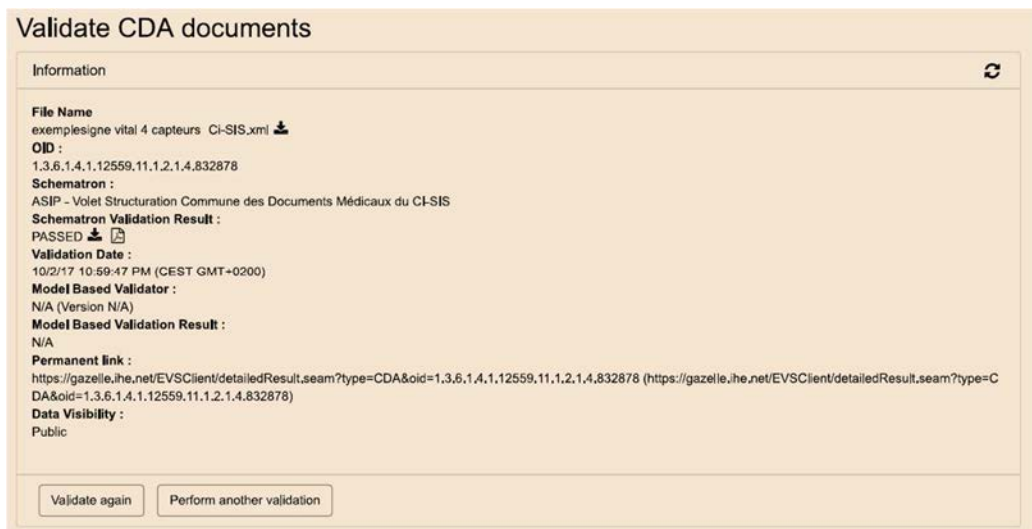 Validate CDA documents
Information
File Name
exemplesigne vital 4 capteurs Ci-SIS.xml
OID :
1.3.6.1.4.1.12559.11.1.2.1.4.832878
Schematron :
ASIP - Volet Structuration Commune des Documents Médicaux du CI-SIS
Schematron Validation Result :
PASSED
Validation Date :
10/2/17 10:59:47 PM (CEST GMT+0200)
Model Based Validator :
N/A (Version N/A)
Model Based Validation Result :
N/A
Permanent link :
https://gazelle.ihe.net/EVSClient/detailedResult.seam?type=CDA&oid=1.3.6.1.4.1.12559.11.1.2.1.4.832878 (https://gazelle.ihe.net/EVSClient/detailedResult.seam?type=C
DA&oid=1.3.6.1.4.1.12559.11.1.2.1.4.832878)
Data Visibility :
Public
Validate again Perform another validation